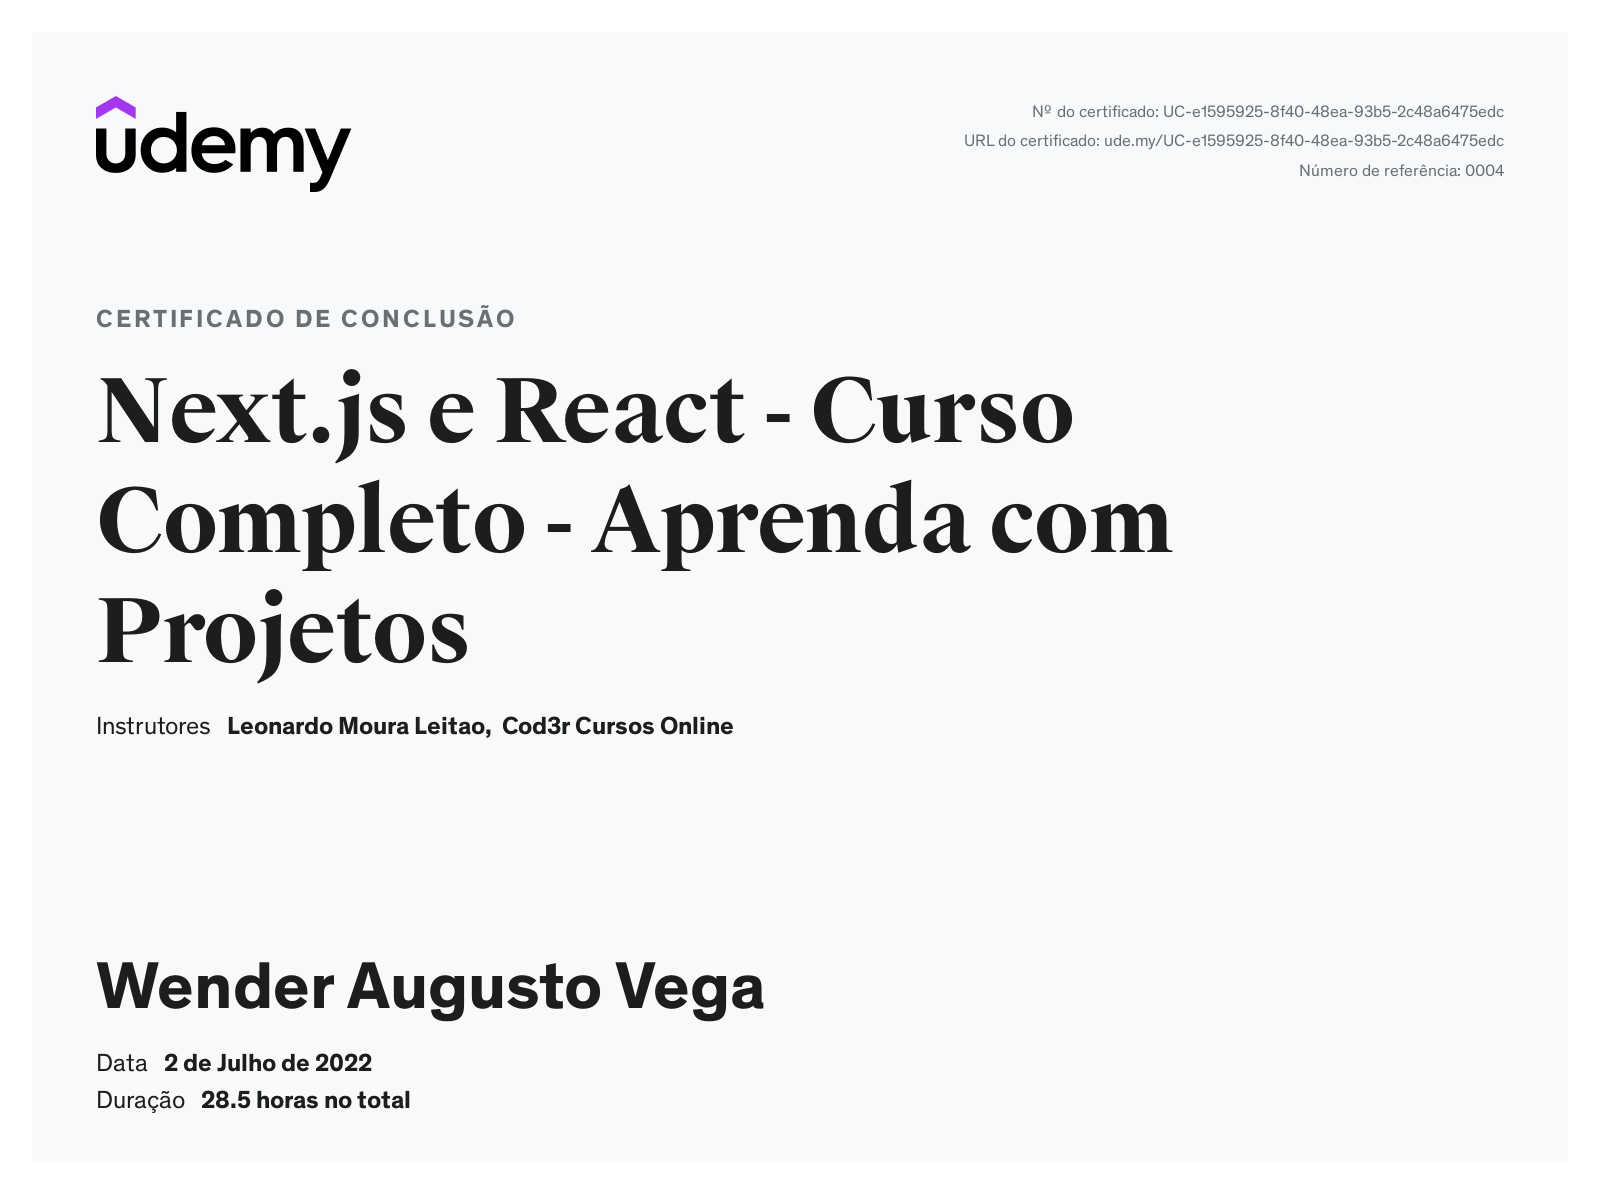 udemy
Nº do certificado: UC-e1595925-8f40-48ea-93b5-2c48a6475edc
URL do certificado: ude.my/UC-e1595925-8f40-48ea-93b5-2c48a6475edc
Número de referência: 0004
CERTIFICADO DE CONCLUSÃO
Next.js e React - Curso
Completo - Aprenda com
Projetos
Instrutores Leonardo Moura Leitao, Cod3r Cursos Online
Wender Augusto Vega
Data 2 de Julho de 2022
Duração 28.5 horas no total